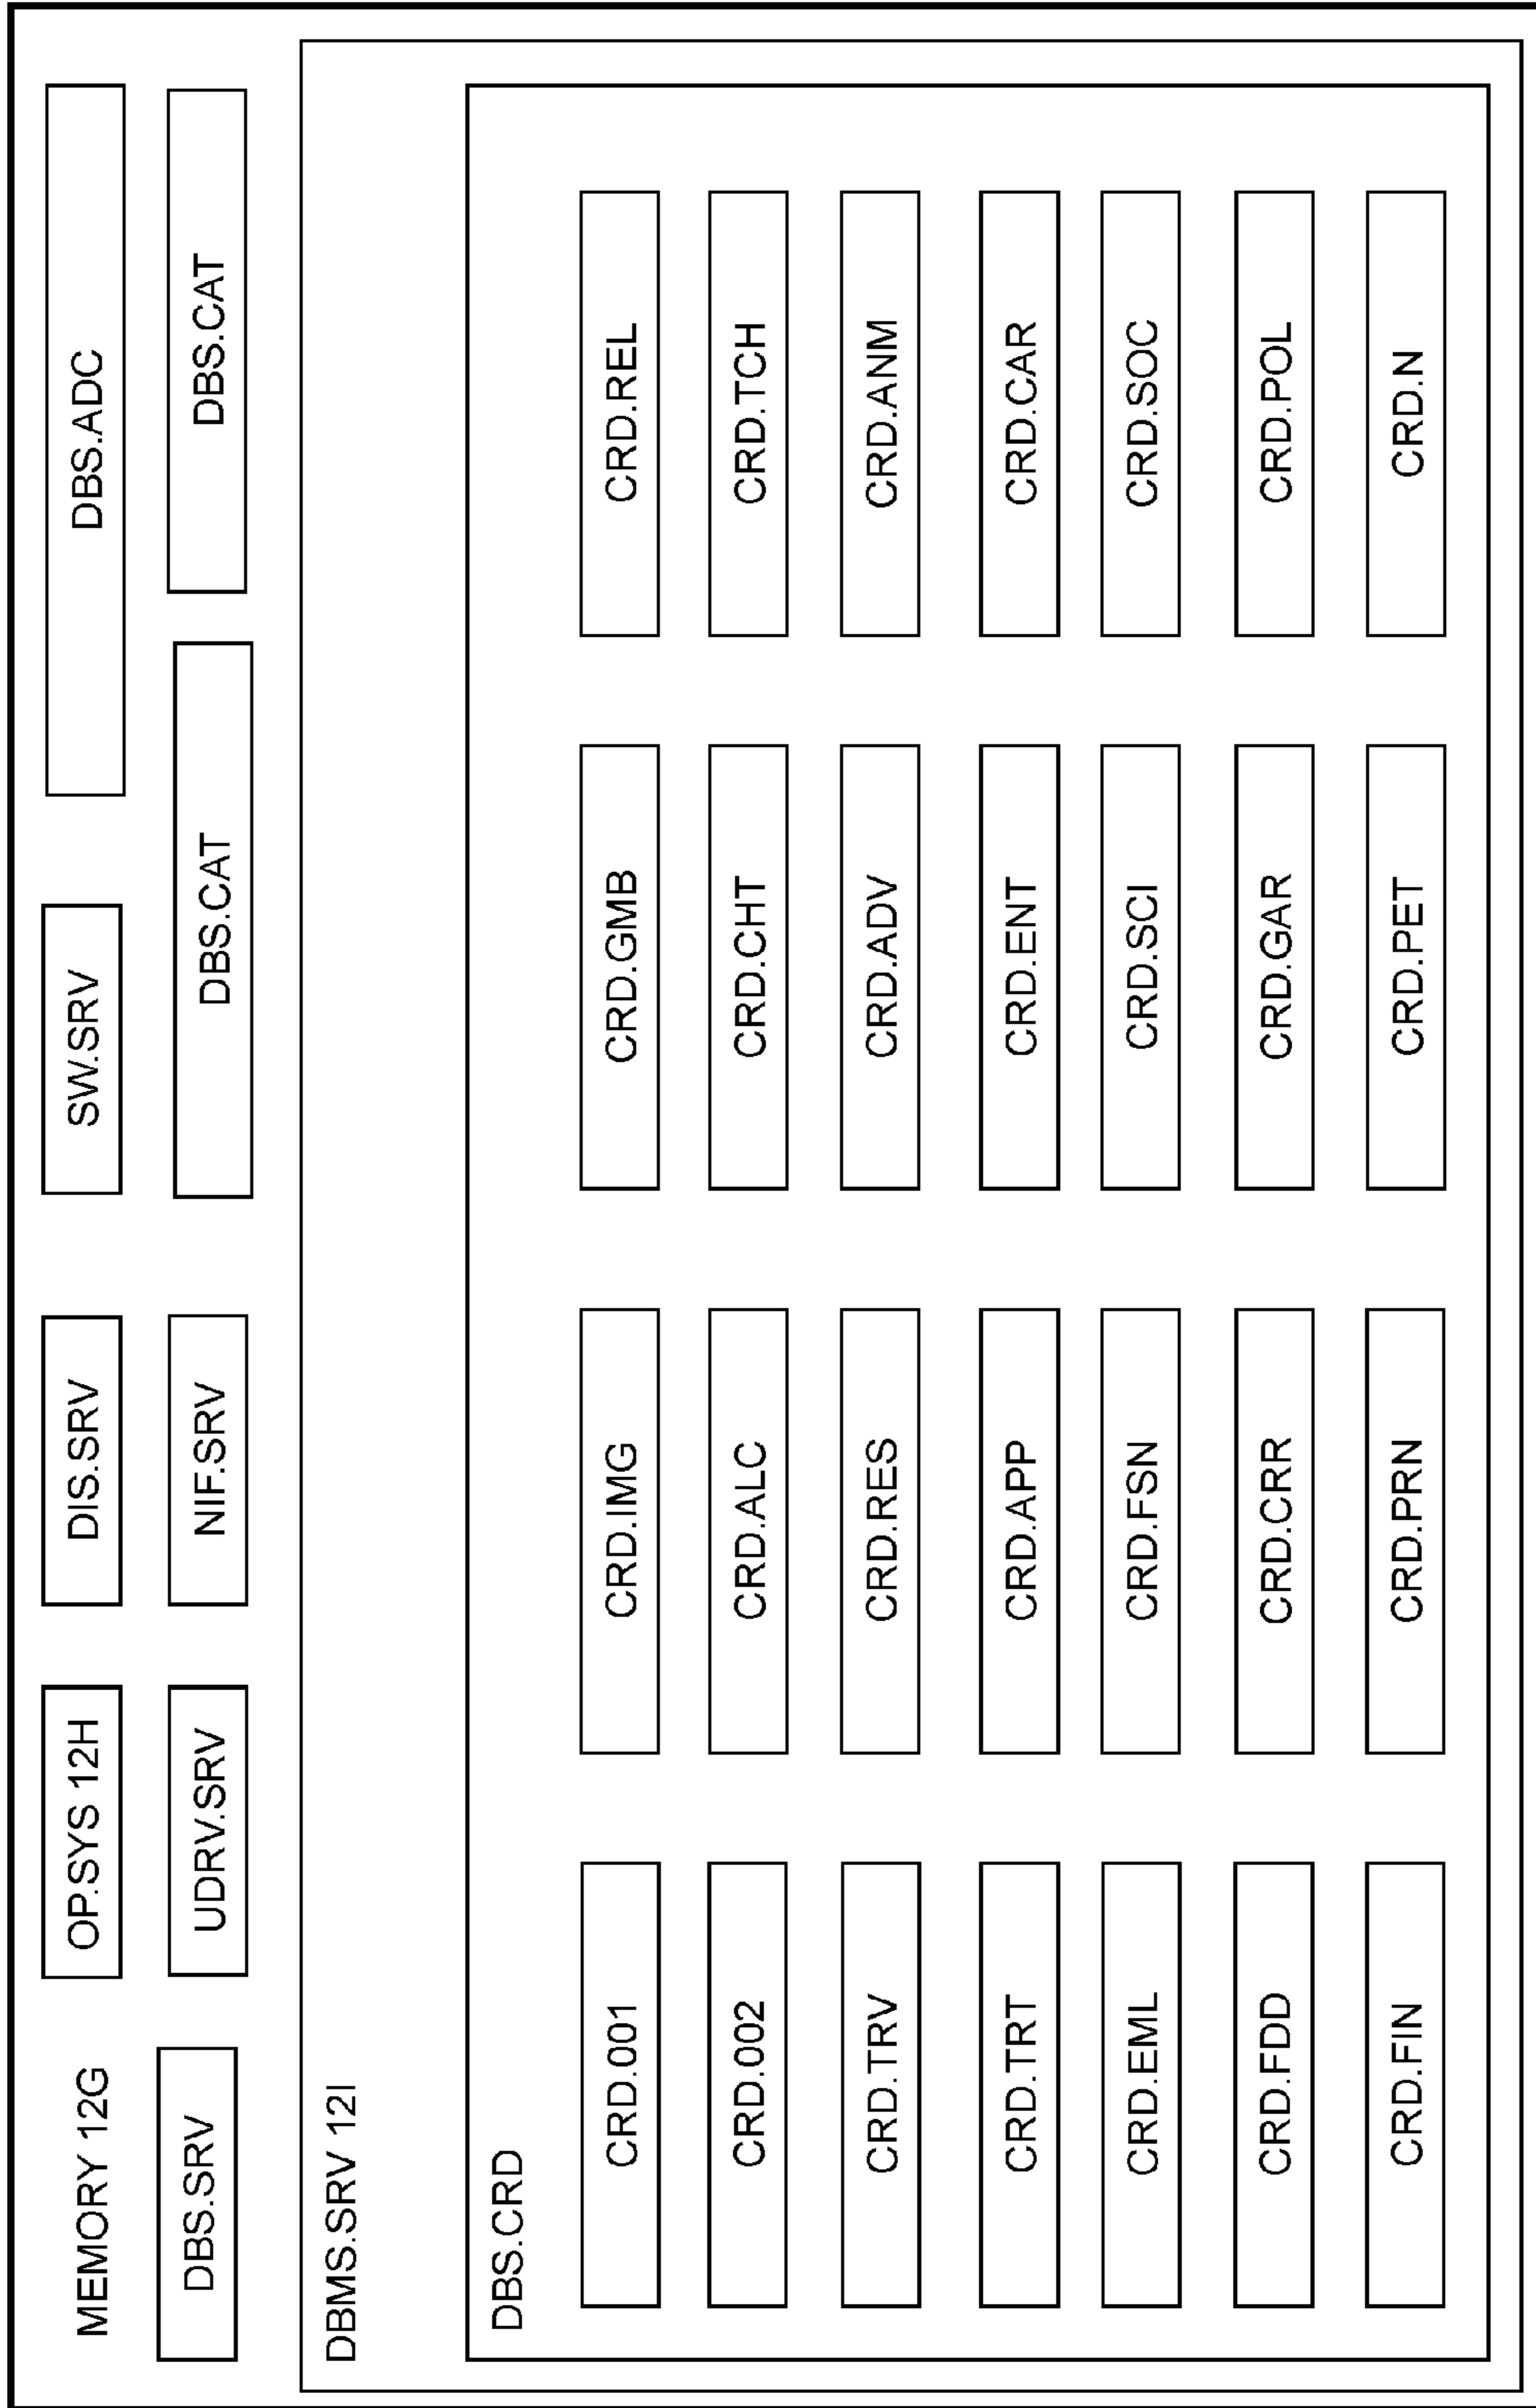 MEMORY 12G
OP.SYS 12H
DIS.SRV
SW.SRV
DBS.ADC
DBS.SRV
UDRV.SRV
NIF.SRV
DBS.CAT
DBS.CAT
DBMS.SRV 12I
DBS.CRD
CRD.001
CRD.IMG
CRD.GMB
CRD.REL
CRD.002
CRD.ALC
CRD.CHT
CRD.TCH
CRD.TRV
CRD.RES
CRD.ADV
CRD.ANM
CRD.TRT
CRD.APP
CRD.ENT
CRD.CAR
CRD.EML
CRD.FSN
CRD.SCI
CRD.SOC
CRD.FDD
CRD.CRR
CRD.GAR
CRD.POL
CRD.FIN
CRD.PRN
CRD.PET
CRD.N